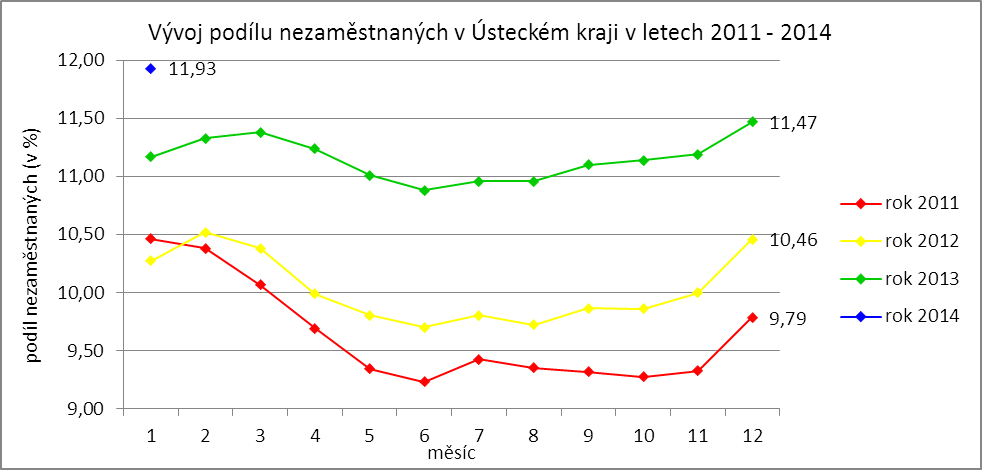 Vývoj podílu nezaměstnaných v Ústeckém kraji v letech 2011 - 2014
podíl nezaměstnaných (v %)
12,00
11,50
11,00
10,50
10,00
9,50
9,00
11,93
11,47
10,46
9,79
1 2 3 4 5 6 7 8 9 10 11 12
měsíc
rok 2011
rok 2012
rok 2013
rok 2014